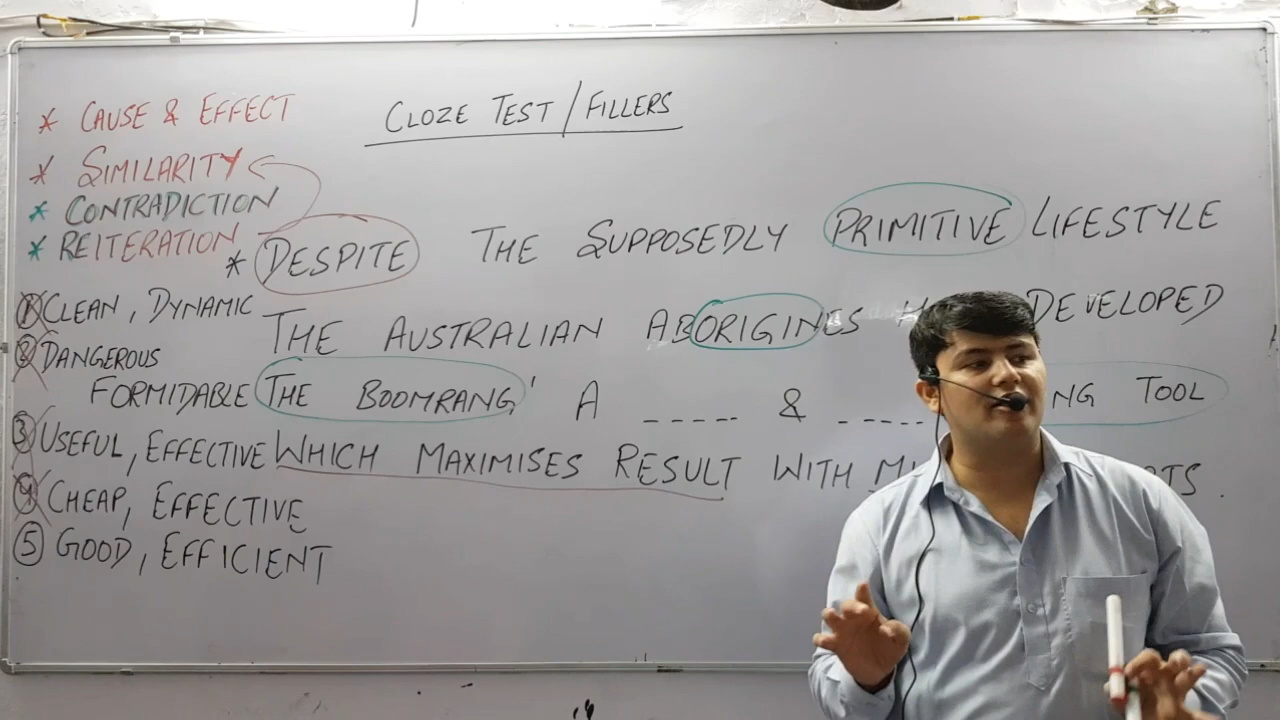 CLOZE TEST / FILLERS
* CAUSE & EFFECT
* SIMILARITY
* CONTRADICTION
* REITERATION
* DESPITE THE SUPPOSEDLY PRIMITIVE LIFESTYLE
THE AUSTRALIAN ABORIGINES DEVELOPED
THE BOOMRANG, A ----- & ----- NG TOOL
WHICH MAXIMISES RESULT WITH TS.
① CLEAN, DYNAMIC
② DANGEROUS
FORMIDABLE
③ USEFUL, EFFECTIVE
④ CHEAP, EFFECTIVE
⑤ GOOD, EFFICIENT